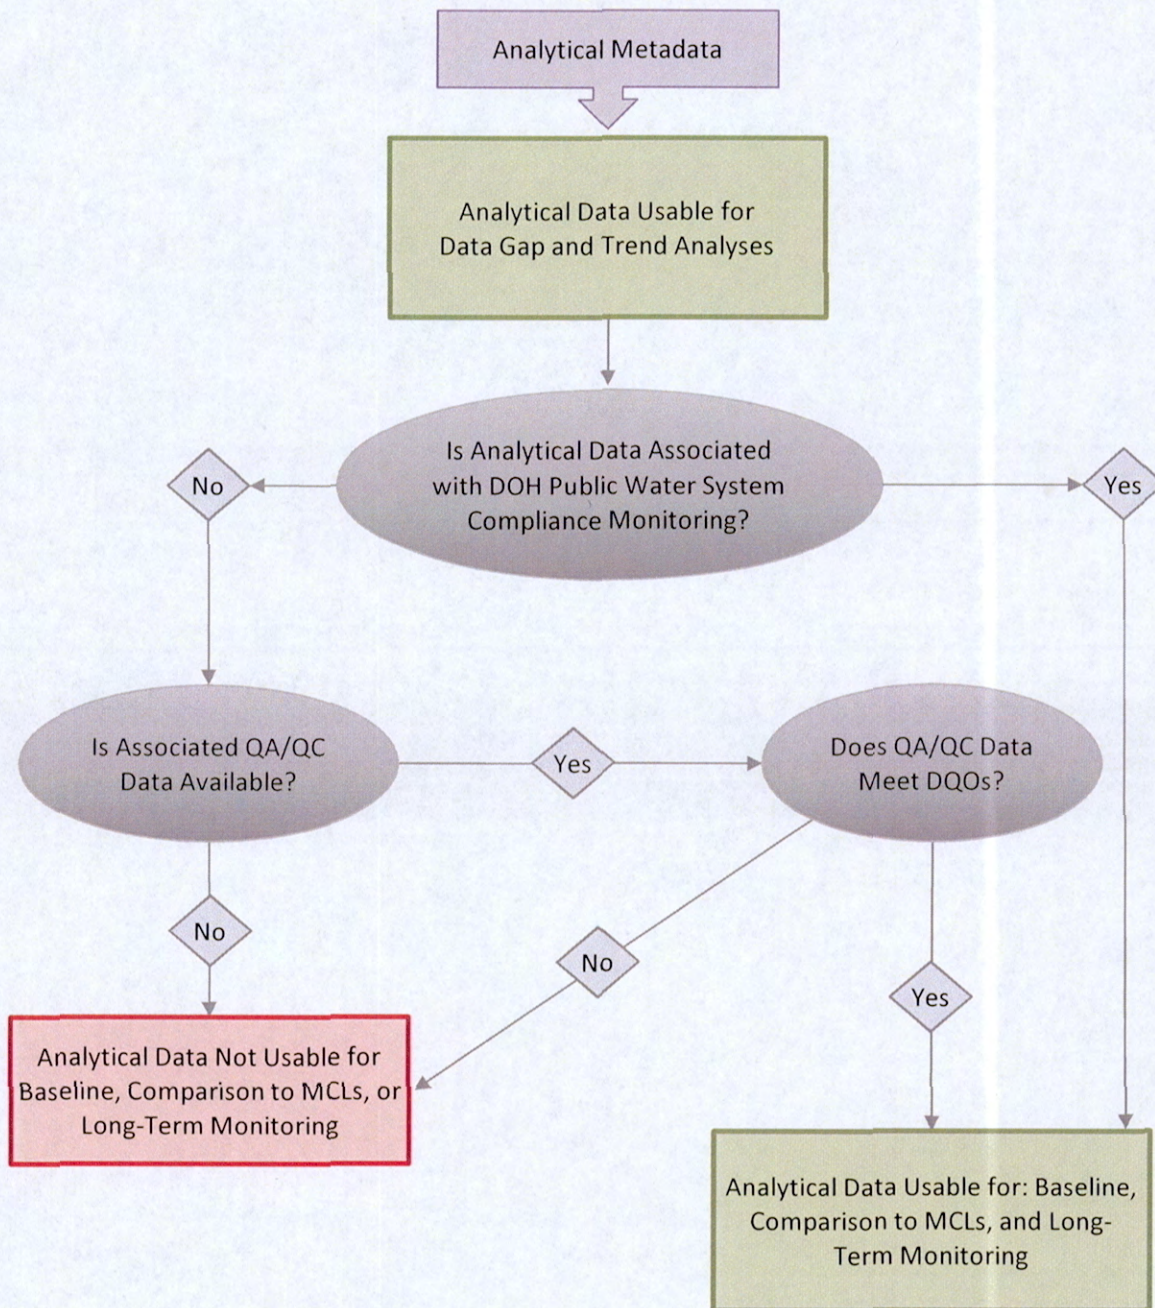 Analytical Metadata
Analytical Data Usable for
Data Gap and Trend Analyses
Is Analytical Data Associated
with DOH Public Water System
Compliance Monitoring?
No
Yes
Is Associated QA/QC
Data Available?
Yes
Does QA/QC Data
Meet DQOs?
No
No
Yes
Analytical Data Not Usable for
Baseline, Comparison to MCLs, or
Long-Term Monitoring
Analytical Data Usable for: Baseline,
Comparison to MCLs, and Long-
Term Monitoring